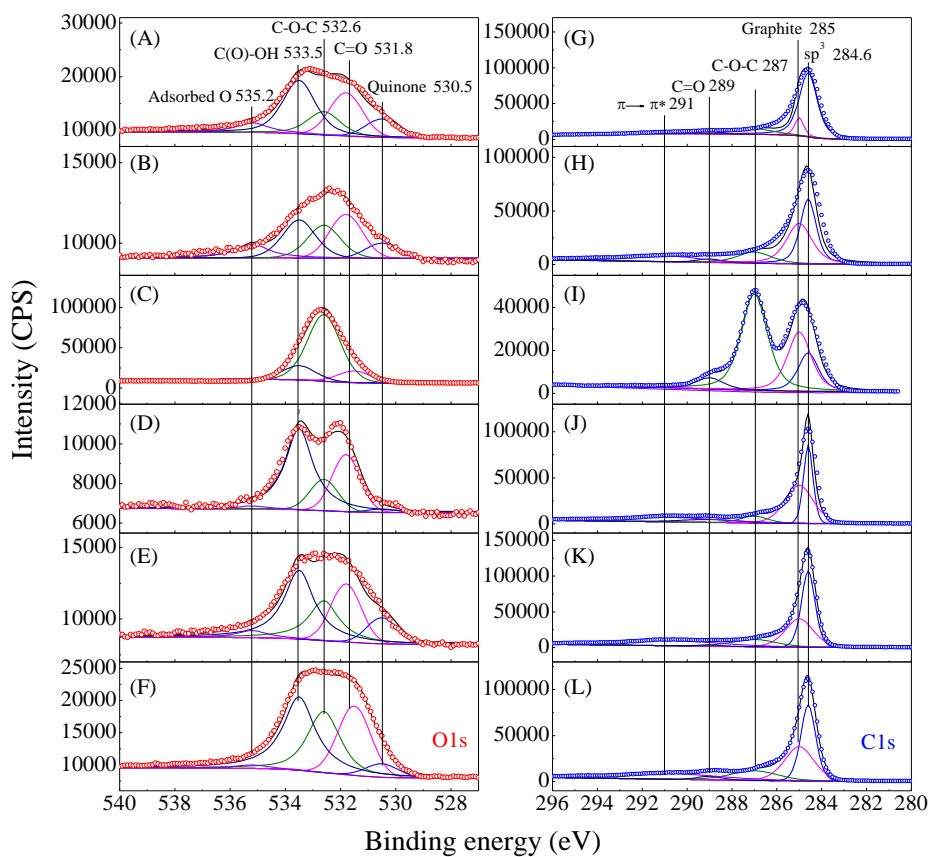 Intensity (CPS)
30000
20000
10000
(A)
C-O-C 532.6
C(O)-OH 533.5
C=O 531.8
Adsorbed O 535.2
Quinone 530.5
15000
10000
(B)
100000
50000
0
(C)
12000
10000
8000
6000
(D)
15000
10000
(E)
25000
20000
15000
10000
(F)
O1s
540 538 536 534 532 530 528
100000
50000
0
(G)
Graphite 285
sp3 284.6
C-O-C 287
C=O 289
π→π* 291
100000
50000
0
(H)
40000
20000
0
(I)
100000
50000
0
(J)
150000
100000
50000
0
(K)
150000
100000
50000
0
(L)
C1s
296 294 292 290 288 286 284 282 280
Binding energy (eV)